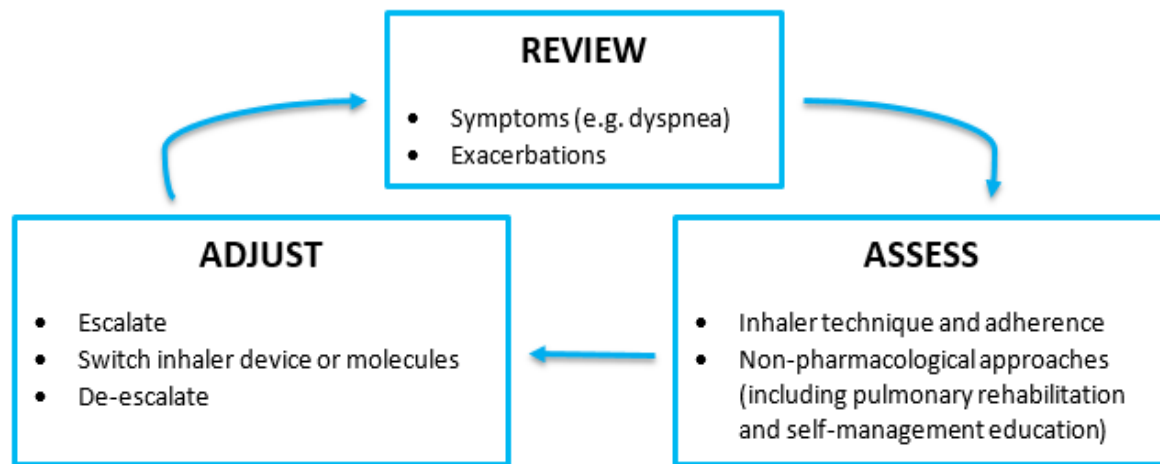 REVIEW
• Symptoms (e.g. dyspnea)
• Exacerbations
ADJUST
• Escalate
• Switch inhaler device or molecules
• De-escalate
ASSESS
• Inhaler technique and adherence
• Non-pharmacological approaches
(including pulmonary rehabilitation
and self-management education)